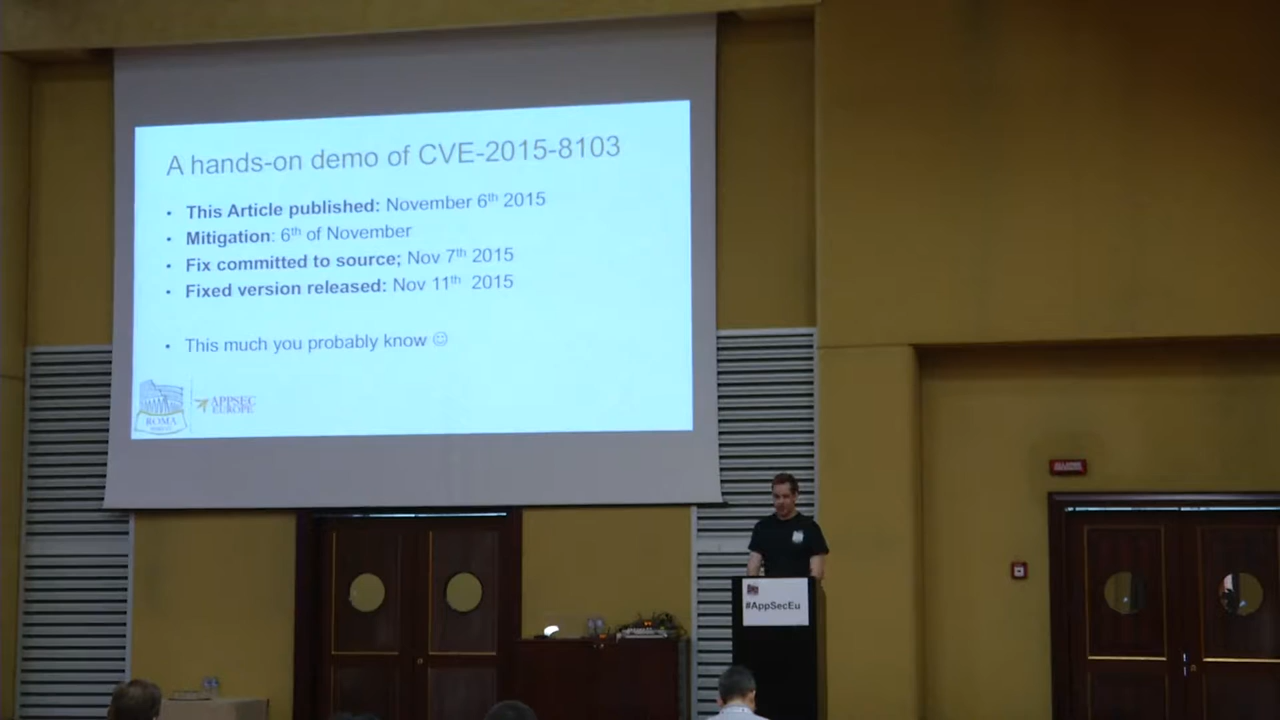 A hands-on demo of CVE-2015-8103
• This Article published: November 6th 2015
• Mitigation: 6th of November
• Fix committed to source; Nov 7th 2015
• Fixed version released: Nov 11th 2015
• This much you probably know ☺
ROMA
APPSEC
EUROPE
#AppSecEu